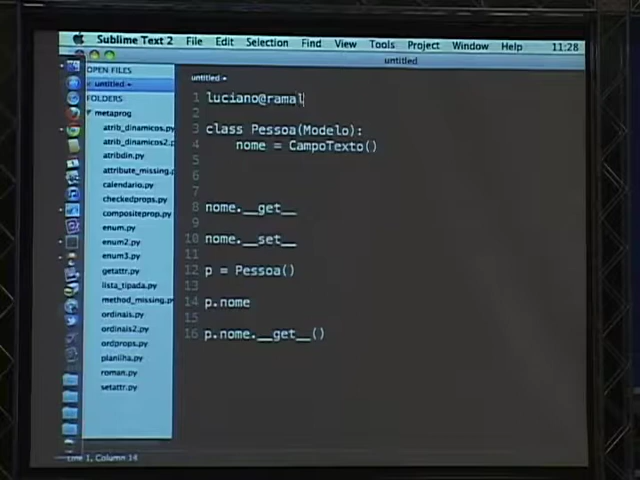 Sublime Text 2 File Edit Selection Find View Tools Project Window Help 11:28
untitled
OPEN FILES
untitled
FOLDERS
metaprog
atrib_dinamicos.py
atrib_dinamicos2.p
atribdin.py
attribute_missing.p
calendario.py
checkedprops.py
compositeprop.py
enum.py
enum2.py
enum3.py
getattr.py
lista_tipada.py
method_missing.py
ordinais.py
ordinais2.py
ordprops.py
planilha.py
roman.py
setattr.py
untitled
1 luciano@ramal
2
3 class Pessoa(Modelo):
4 nome = CampoTexto()
5
6
7
8 nome.__get__
9
10 nome.__set__
11
12 p = Pessoa()
13
14 p.nome
15
16 p.nome.__get__()
Line 1, Column 14